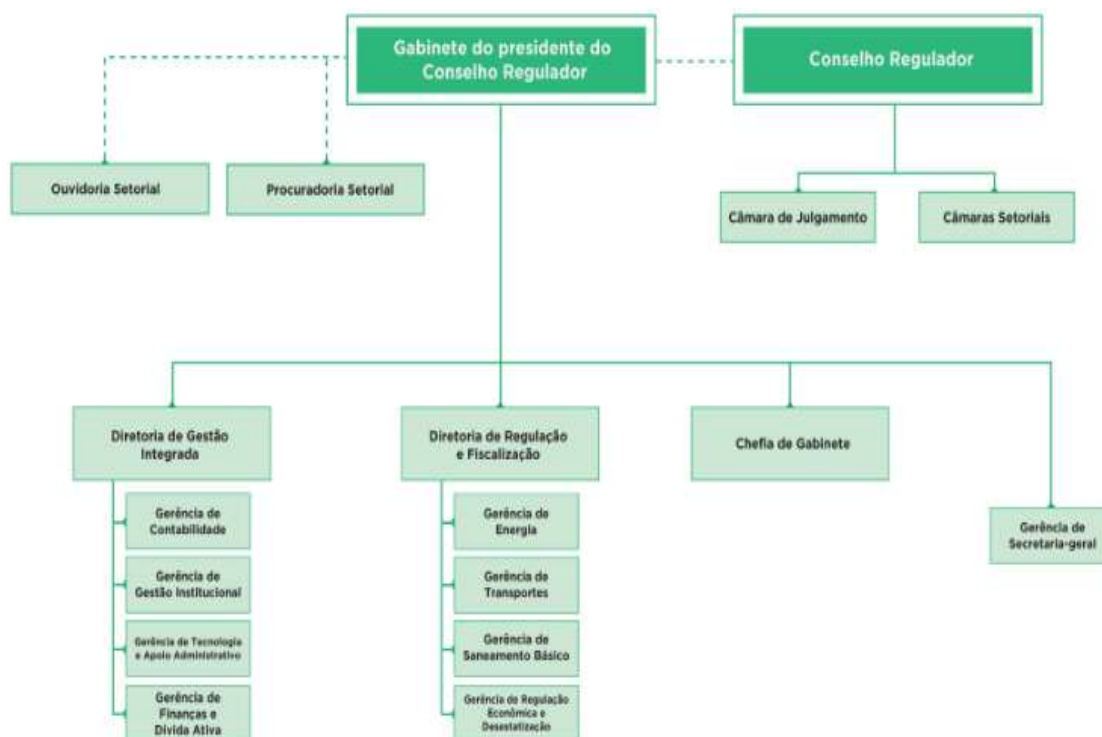 Gabinete do presidente do
Conselho Regulador
Conselho Regulador
Ouvidoria Setorial
Procuradoria Setorial
Câmara de Julgamento
Câmaras Setoriais
Diretoria de Gestão
Integrada
Diretoria de Regulação
e Fiscalização
Chefia de Gabinete
Gerência de
Contabilidade
Gerência de
Gestão Institucional
Gerência de Tecnologia
e Apoio Administrativo
Gerência de
Finanças e
Dívida Ativa
Gerência de
Energia
Gerência de
Transportes
Gerência de
Saneamento Básico
Gerência de Regulação
Econômica e
Desestatização
Gerência de
Secretaria-geral